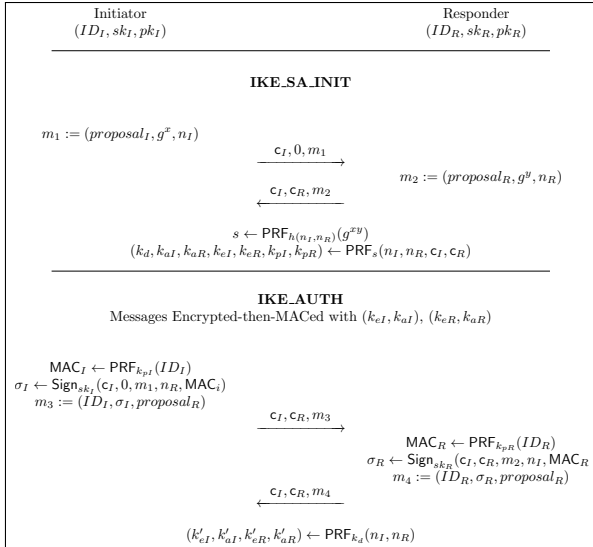 Initiator Responder
(ID_I, sk_I, pk_I) (ID_R, sk_R, pk_R)
IKE_SA_INIT
m_1 := (proposal_I, g^x, n_I)
c_I, 0, m_1
m_2 := (proposal_R, g^y, n_R)
c_I, c_R, m_2
s ← PRF_{h(n_I,n_R)}(g^{xy})
(k_d, k_{aI}, k_{aR}, k_{eI}, k_{eR}, k_{pI}, k_{pR}) ← PRF_s(n_I, n_R, c_I, c_R)
IKE_AUTH
Messages Encrypted-then-MACed with (k_{eI}, k_{aI}), (k_{eR}, k_{aR})
MAC_I ← PRF_{k_{pI}}(ID_I)
σ_I ← Sign_{sk_I}(c_I, 0, m_1, n_R, MAC_i)
m_3 := (ID_I, σ_I, proposal_R)
c_I, c_R, m_3
MAC_R ← PRF_{k_{pR}}(ID_R)
σ_R ← Sign_{sk_R}(c_I, c_R, m_2, n_I, MAC_R
m_4 := (ID_R, σ_R, proposal_R)
c_I, c_R, m_4
(k'_{eI}, k'_{aI}, k'_{eR}, k'_{aR}) ← PRF_{k_d}(n_I, n_R)